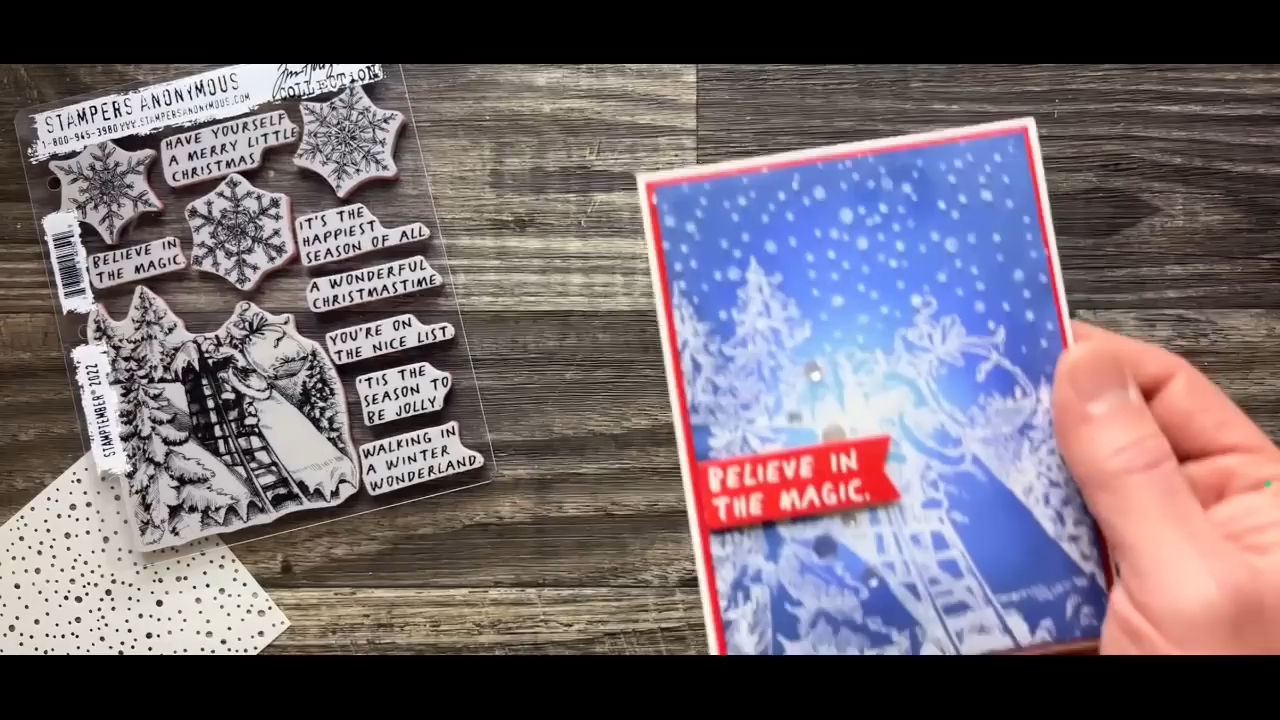 STAMPERS ANONYMOUS
Tim Holtz
COLLECTION
1-800-945-3980
WWW.STAMPERSANONYMOUS.COM
HAVE YOURSELF
A MERRY LITTLE
CHRISTMAS
BELIEVE IN
THE MAGIC.
IT'S THE
HAPPIEST
SEASON OF ALL
A WONDERFUL
CHRISTMASTIME
YOU'RE ON
THE NICE LIST
'TIS THE
SEASON TO
BE JOLLY
WALKING IN
A WINTER
WONDERLAND
STAMPTEMBER® 2022
BELIEVE IN
THE MAGIC.